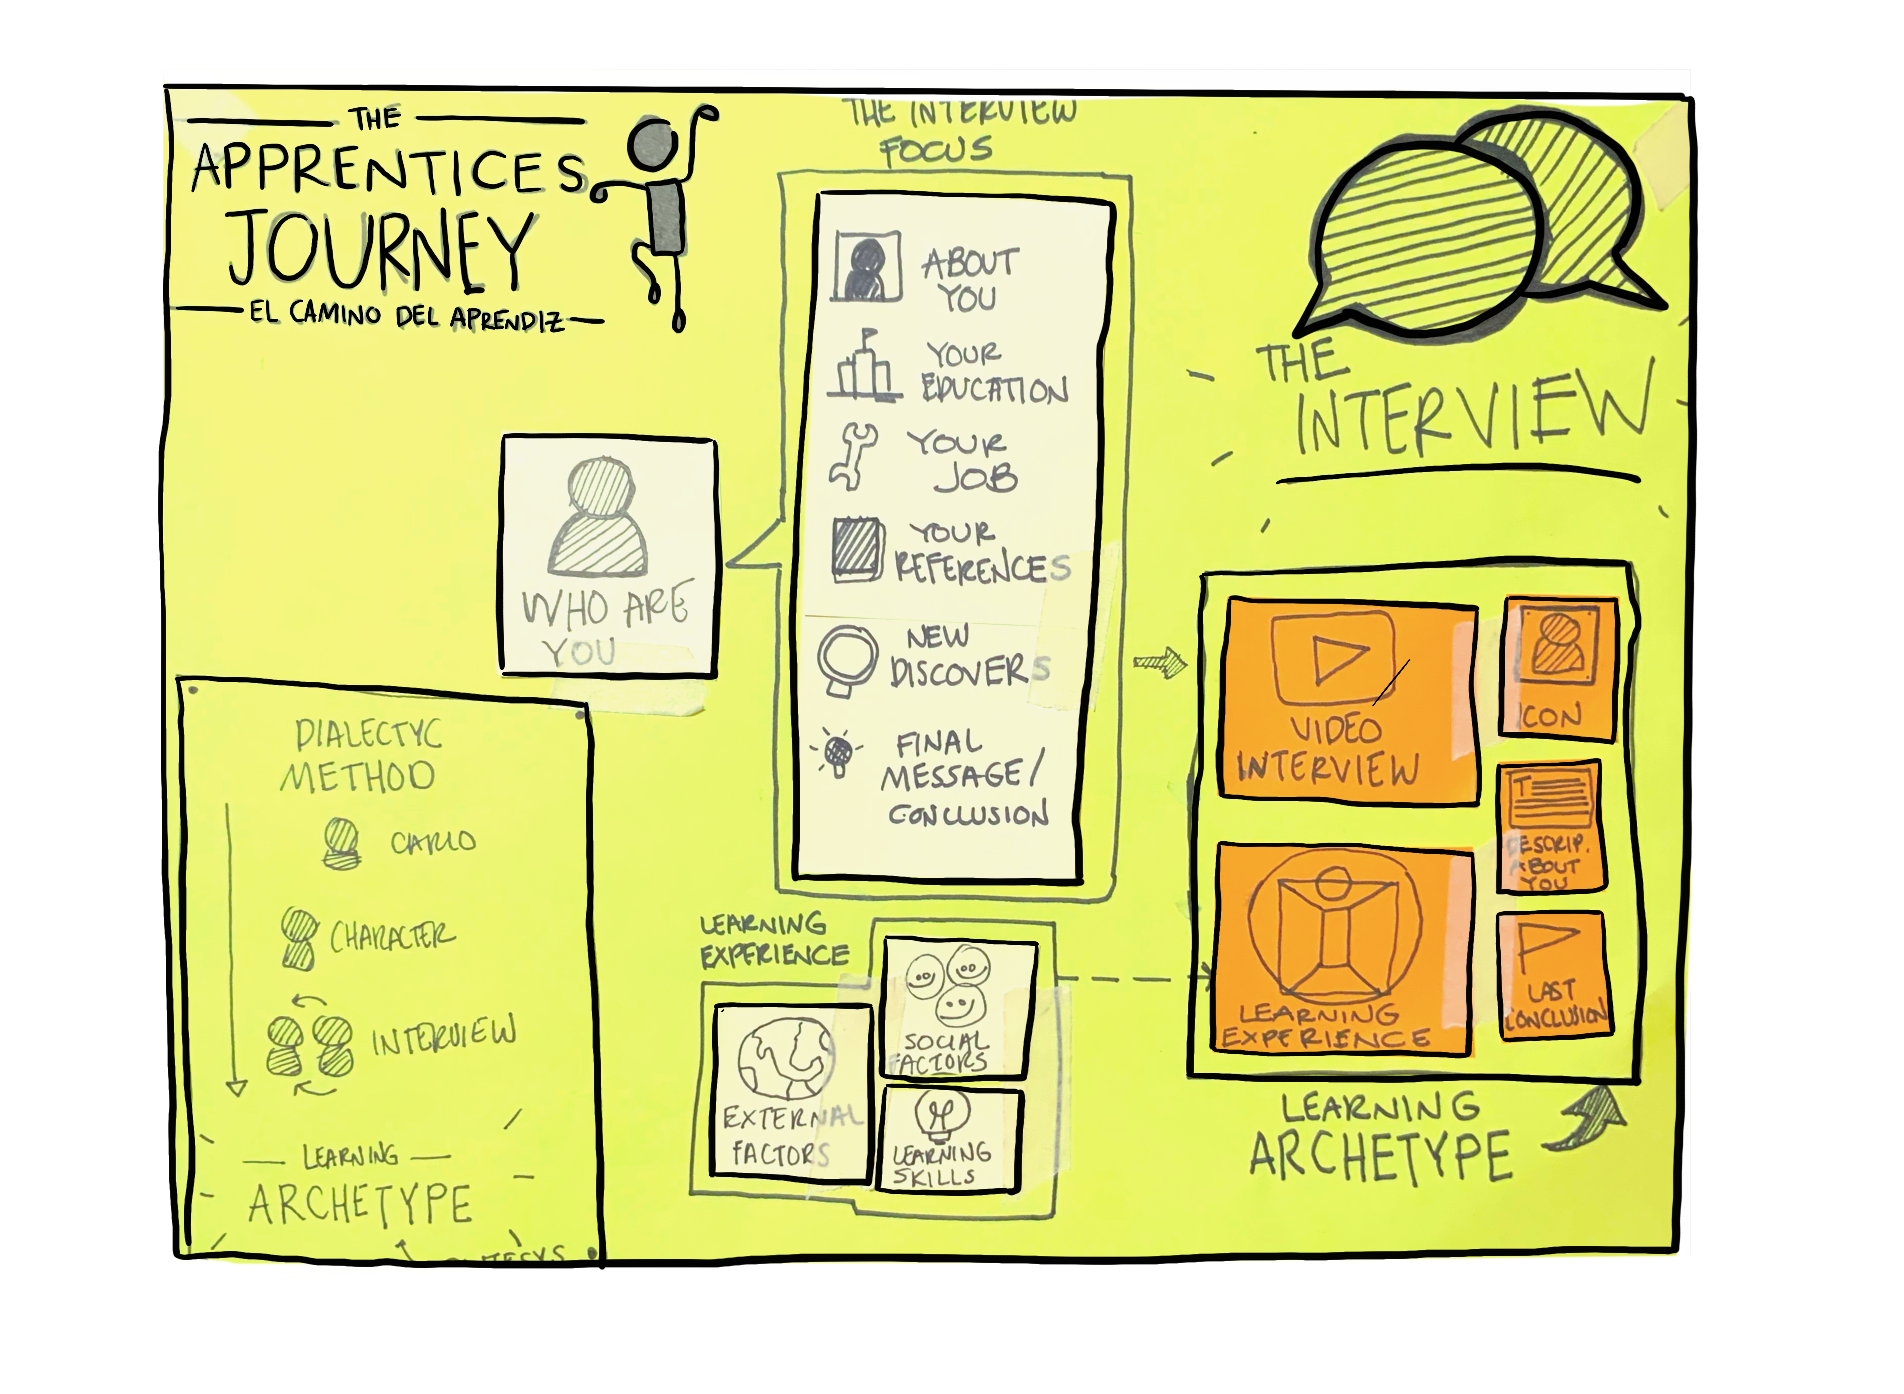 THE
APPRENTICES
JOURNEY
EL CAMINO DEL APRENDIZ
THE INTERVIEW
FOCUS
ABOUT
YOU
YOUR
EDUCATION
YOUR
JOB
YOUR
REFERENCES
NEW
DISCOVERS
FINAL
MESSAGE/
CONCLUSION
THE
INTERVIEW
WHO ARE
YOU
DIALECTYC
METHOD
CARLO
CHARACTER
INTERVIEW
LEARNING
ARCHETYPE
LEARNING
EXPERIENCE
SOCIAL
FACTORS
EXTERNAL
FACTORS
LEARNING
SKILLS
VIDEO
INTERVIEW
ICON
T
DESCRIP.
ABOUT
YOU
LEARNING
EXPERIENCE
LAST
CONCLUSION
LEARNING
ARCHETYPE